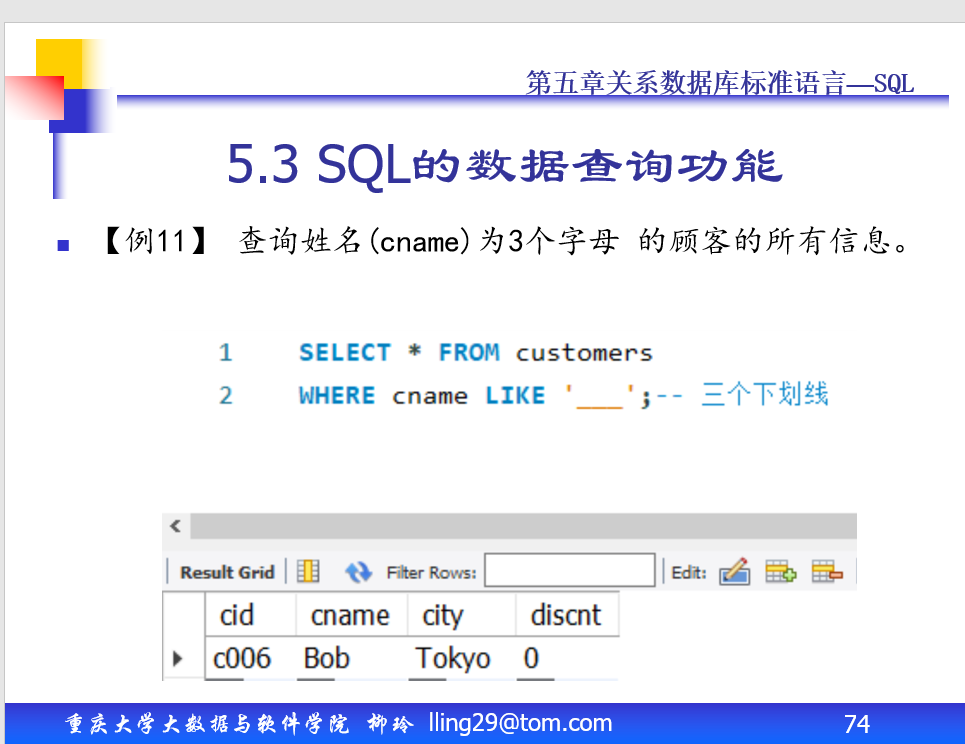 第五章关系数据库标准语言—SQL
5.3 SQL的数据查询功能
【例11】 查询姓名(cname)为3个字母 的顾客的所有信息。
1 SELECT * FROM customers
2 WHERE cname LIKE '___';-- 三个下划线
Result Grid Filter Rows: Edit:
cid cname city discnt
c006 Bob Tokyo 0
重庆大学大数据与软件学院 柳玲 lling29@tom.com 74